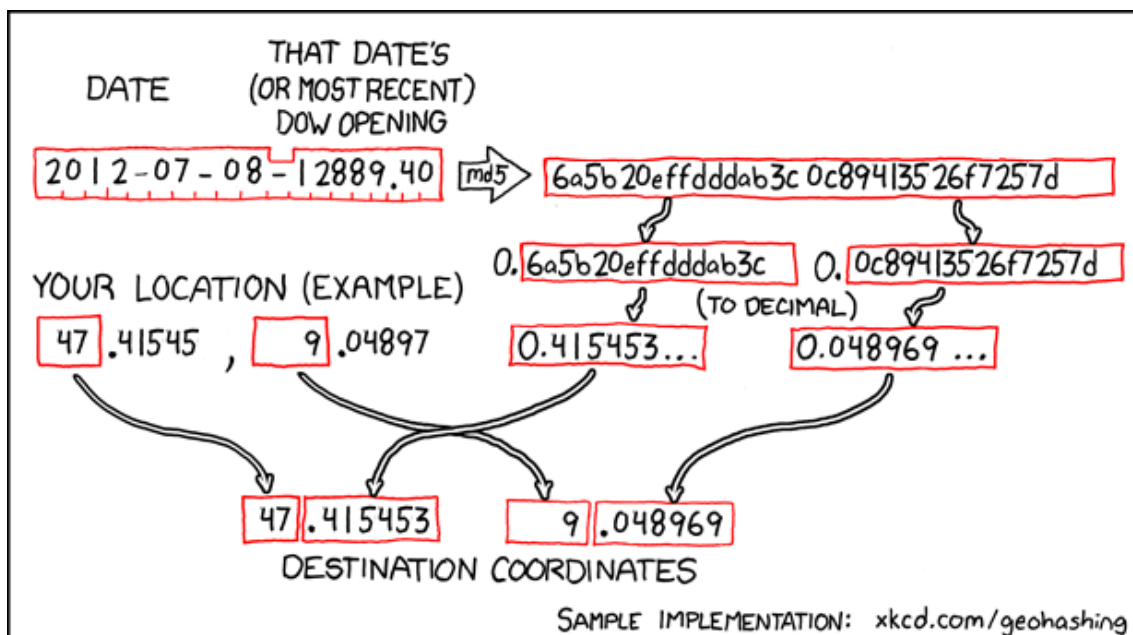 DATE
THAT DATE'S
(OR MOST RECENT)
DOW OPENING
2012-07-08-12889.40
md5
6a5b20effdddab3c0c89413526f7257d
0.6a5b20effdddab3c
0.0c89413526f7257d
YOUR LOCATION (EXAMPLE)
(TO DECIMAL)
47.41545, 9.04897
0.415453...
0.048969...
47.415453
9.048969
DESTINATION COORDINATES
SAMPLE IMPLEMENTATION: xkcd.com/geohashing